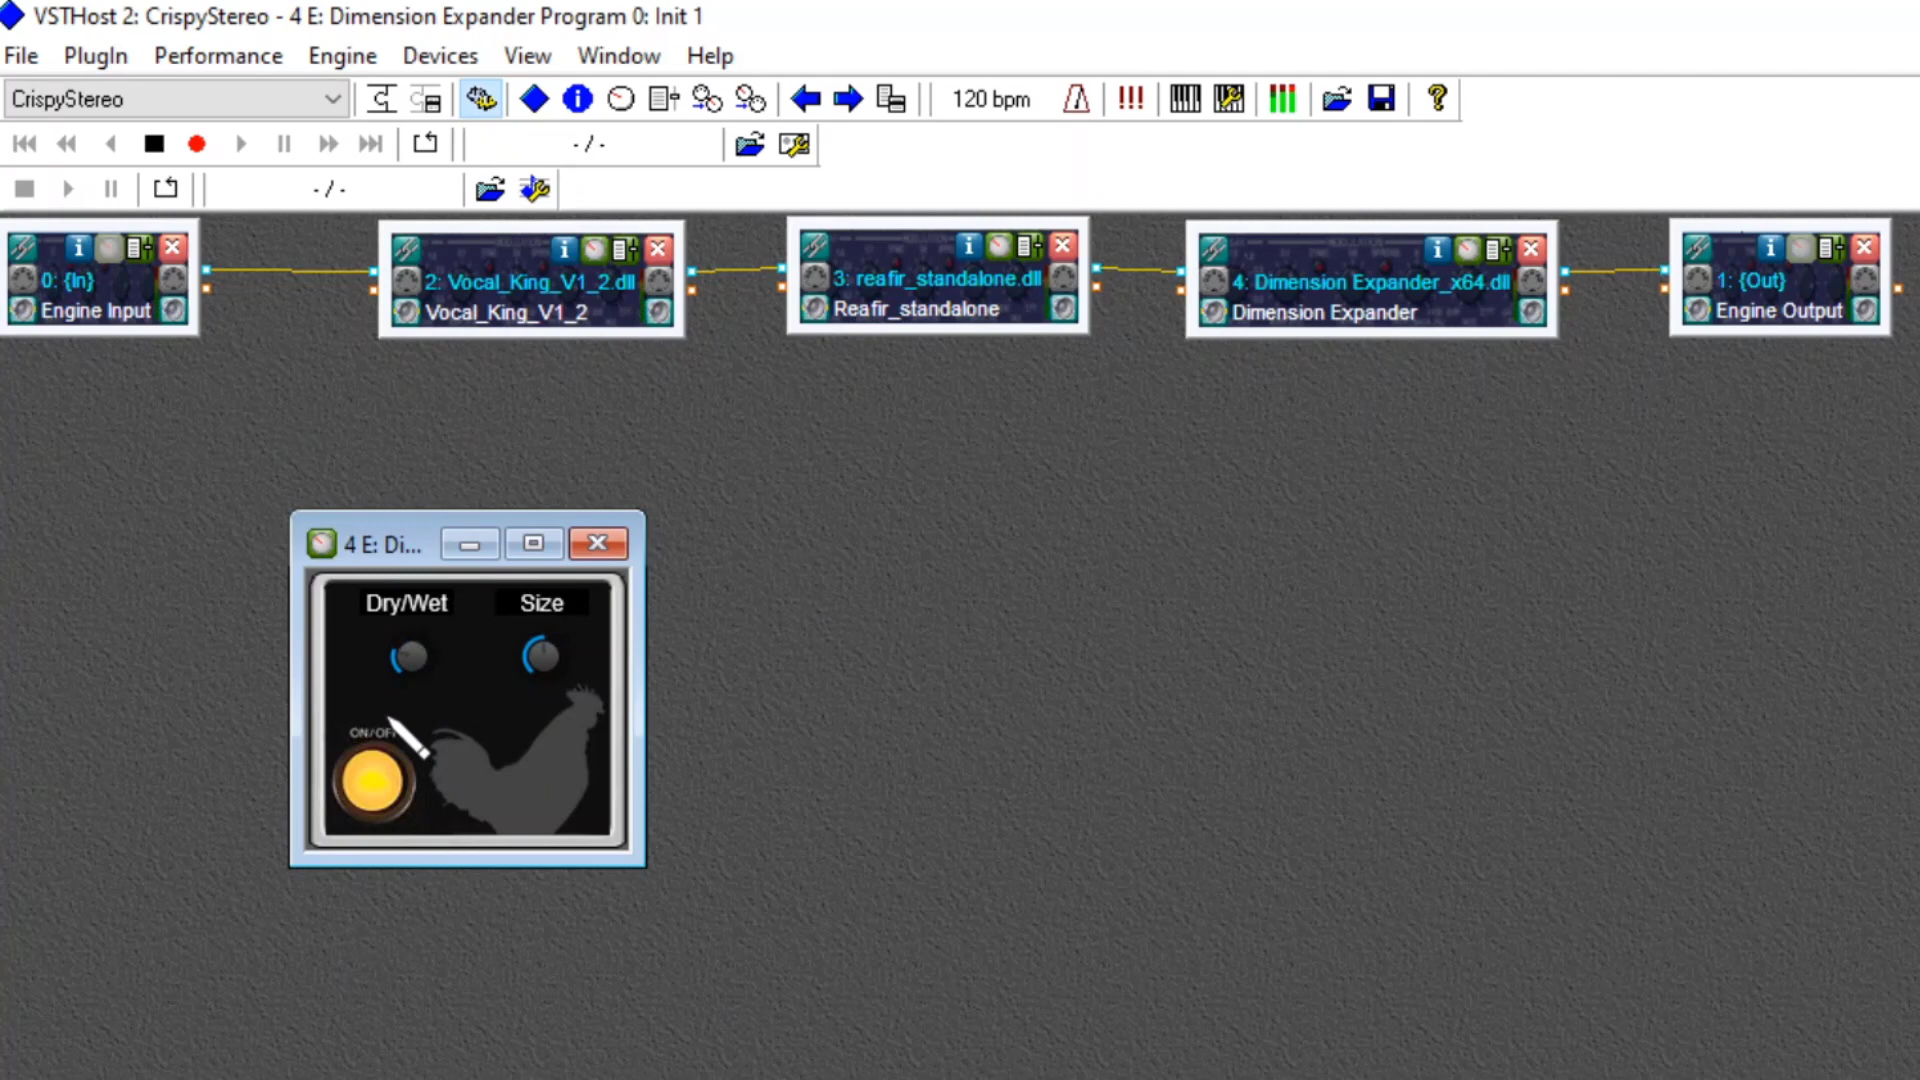 VSTHost 2: CrispyStereo - 4 E: Dimension Expander Program 0: Init 1
File PlugIn Performance Engine Devices View Window Help
CrispyStereo 120 bpm
- / -
- / -
0: {In}
Engine Input
2: Vocal_King_V1_2.dll
Vocal_King_V1_2
3: reafir_standalone.dll
Reafir_standalone
4: Dimension Expander_x64.dll
Dimension Expander
1: {Out}
Engine Output
4 E: Di...
Dry/Wet Size
ON/OFF